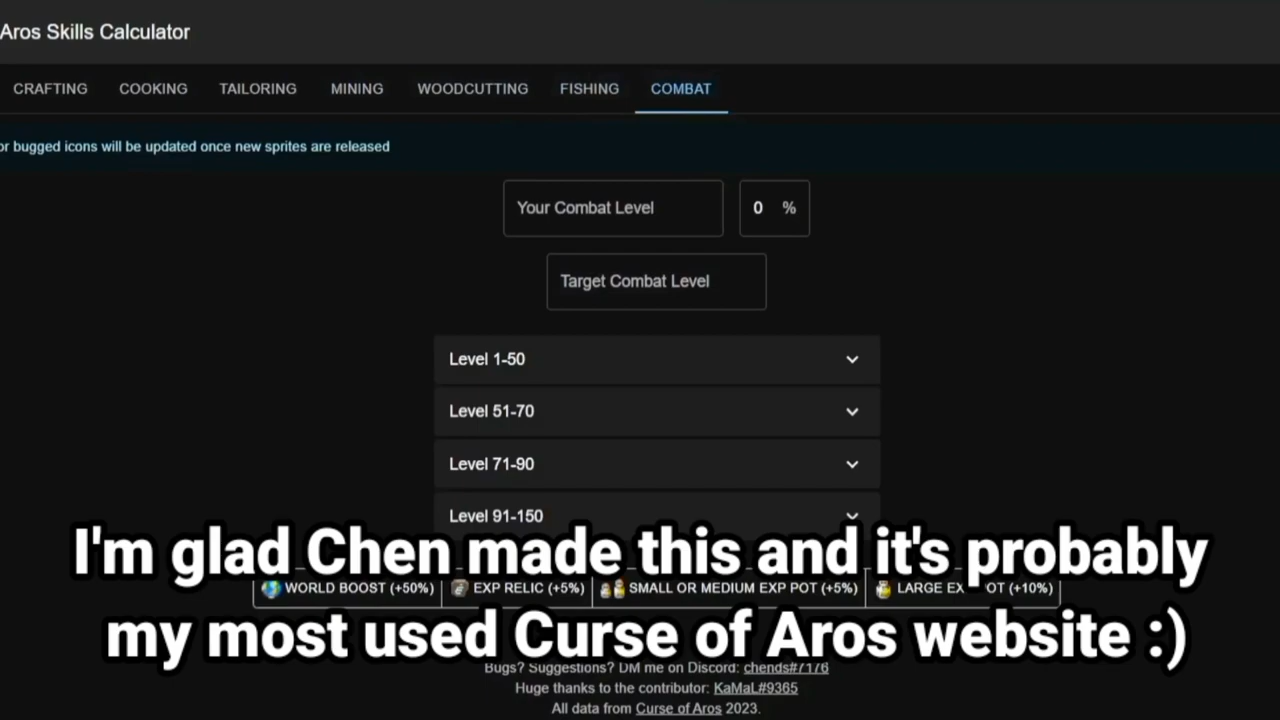 Aros Skills Calculator
CRAFTING COOKING TAILORING MINING WOODCUTTING FISHING COMBAT
or bugged icons will be updated once new sprites are released
Your Combat Level 0 %
Target Combat Level
Level 1-50
Level 51-70
Level 71-90
Level 91-150
I'm glad Chen made this and it's probably
WORLD BOOST (+50%) EXP RELIC (+5%) SMALL OR MEDIUM EXP POT (+5%) LARGE (+10%)
my most used Curse of Aros website :)
Bugs? Suggestions? DM me on Discord: chends#7176
Huge thanks to the contributor: KaMaL#9365
All data from Curse of Aros 2023.